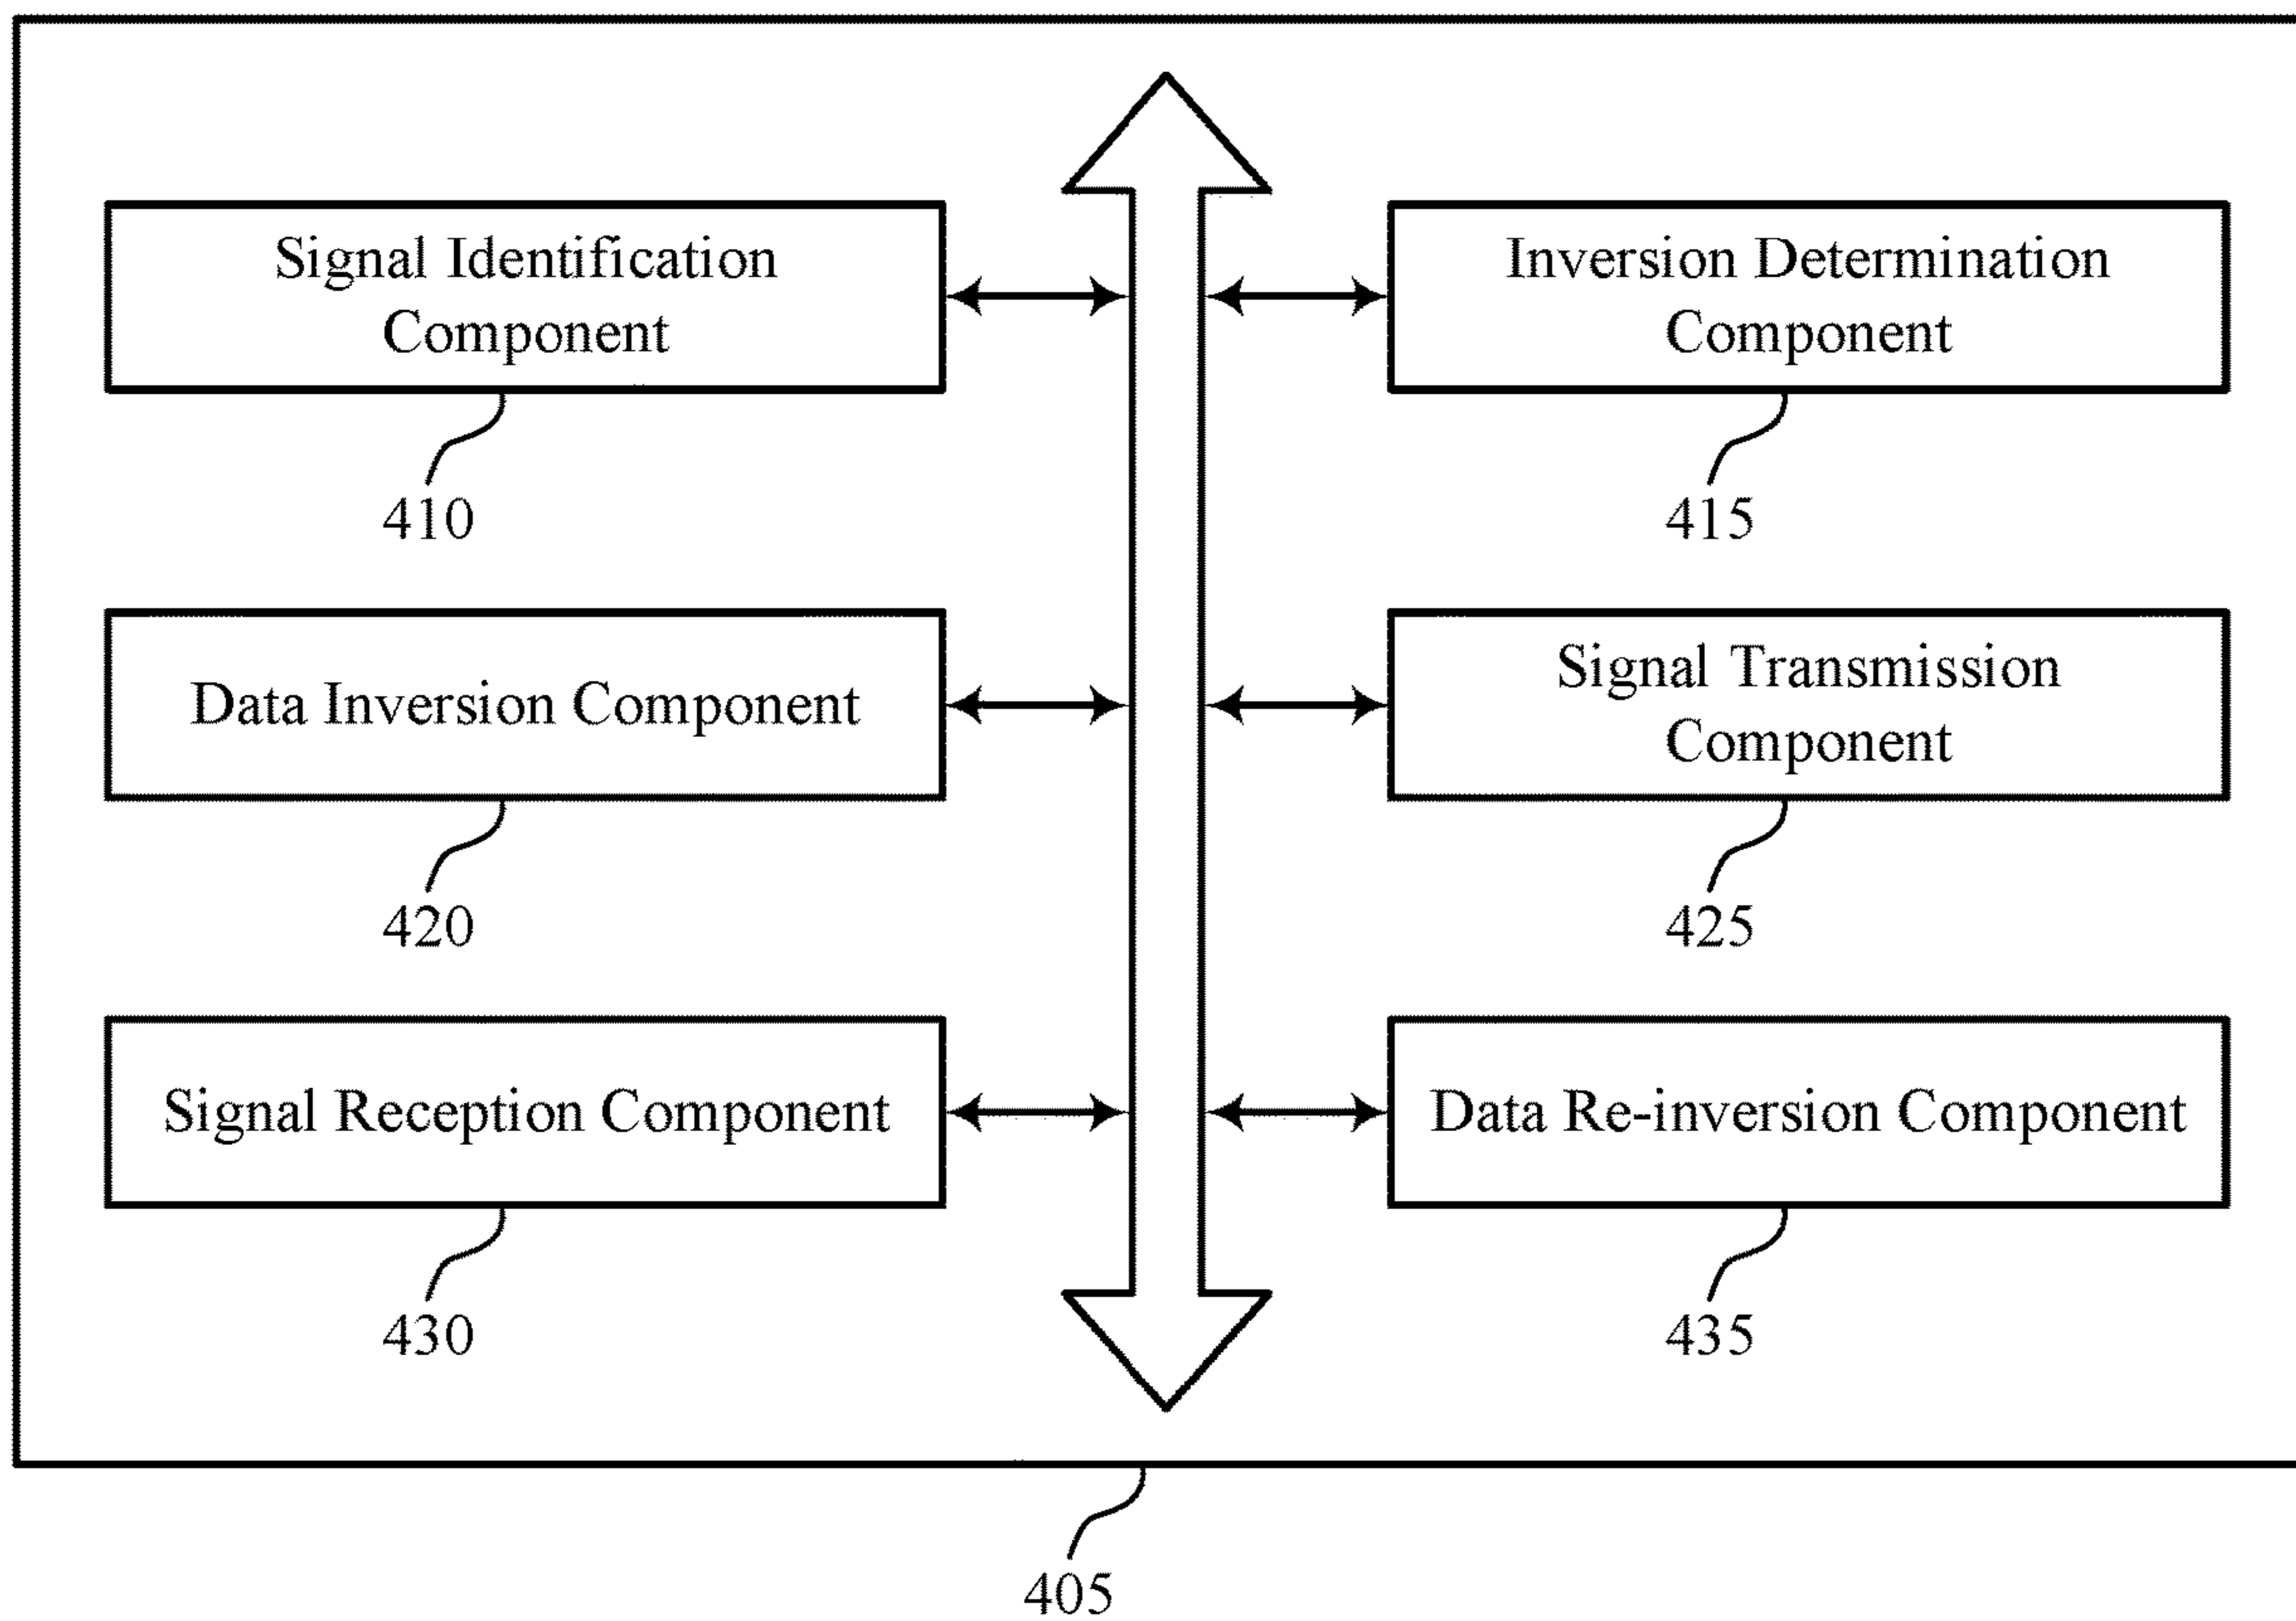 Signal Identification
Component
410
Inversion Determination
Component
415
Data Inversion Component
420
Signal Transmission
Component
425
Signal Reception Component
430
Data Re-inversion Component
435
405